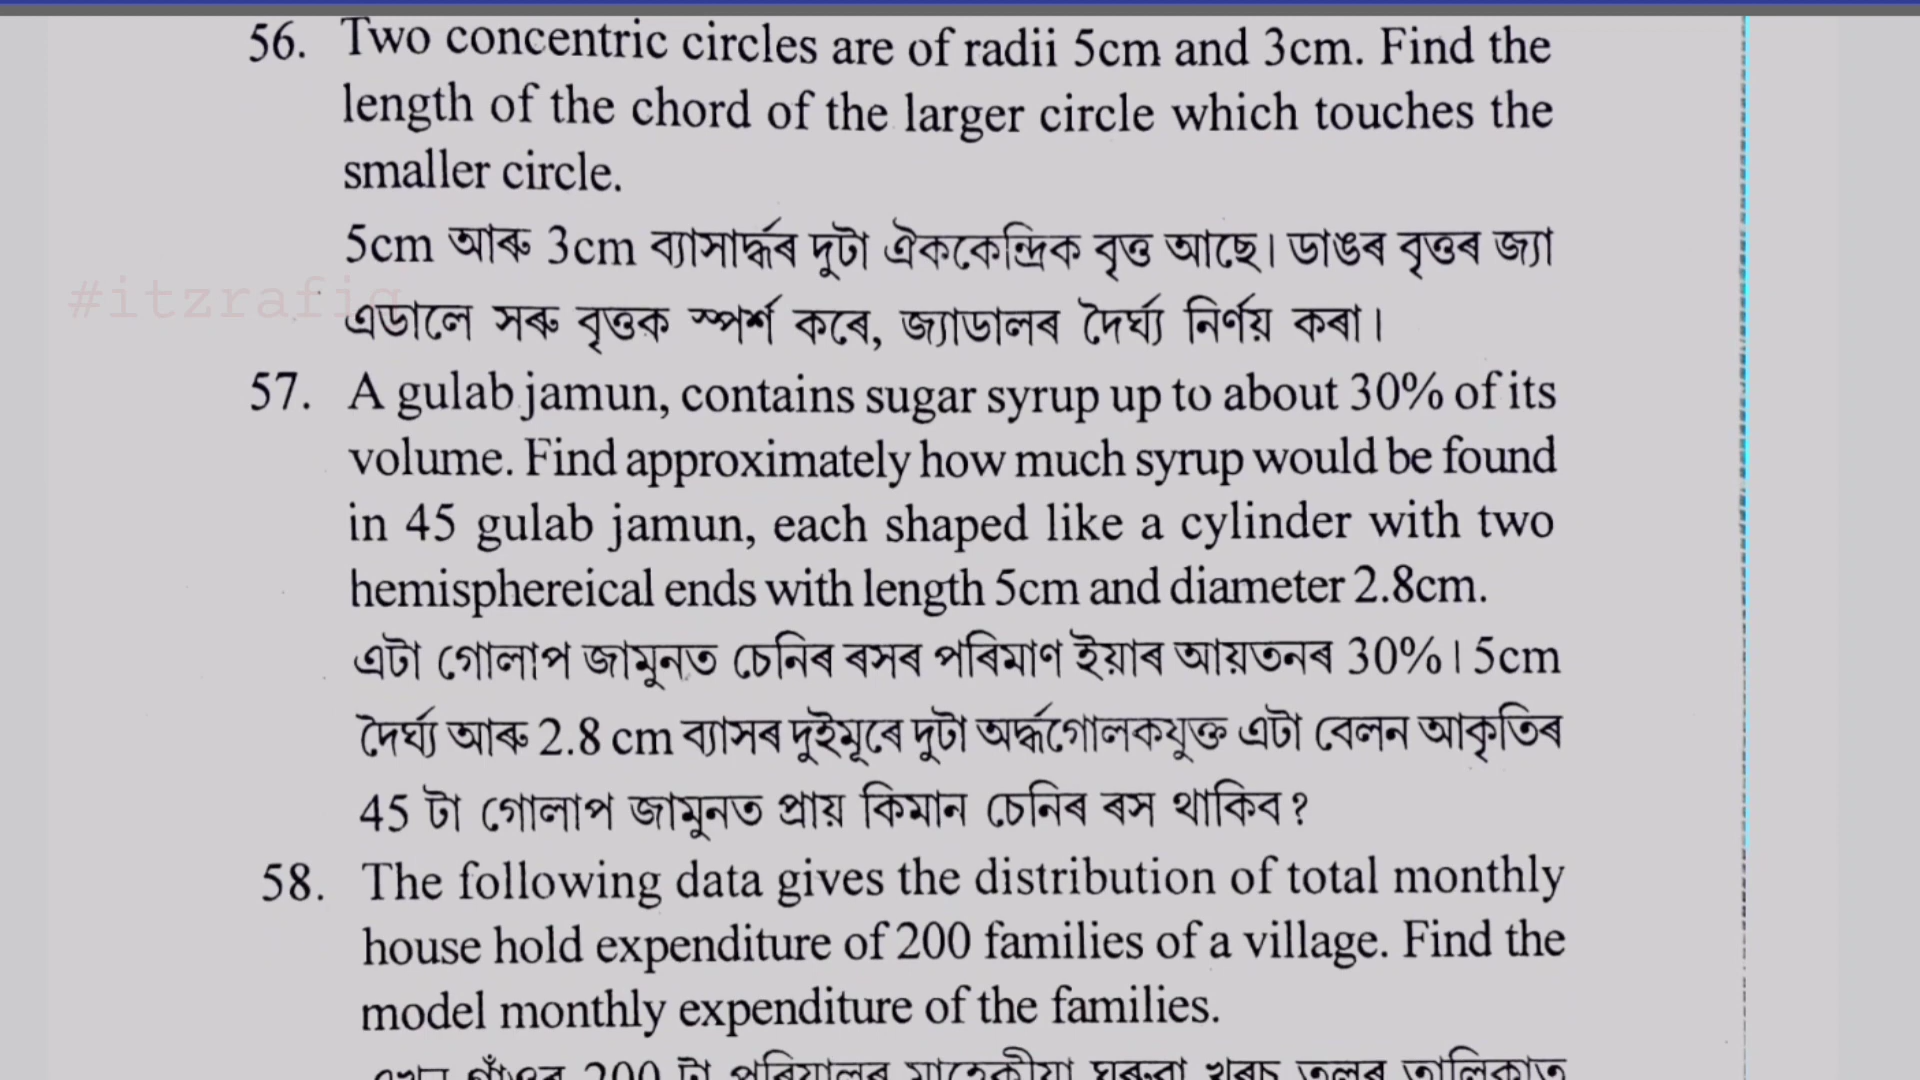 56. Two concentric circles are of radii 5cm and 3cm. Find the
length of the chord of the larger circle which touches the
smaller circle.
5cm আৰু 3cm ব্যাসাৰ্দ্ধৰ দুটা ঐককেন্দ্ৰিক বৃত্ত আছে। ডাঙৰ বৃত্তৰ জ্যা
#itzrafiq
এডালে সৰু বৃত্তক স্পৰ্শ কৰে, জ্যাডালৰ দৈৰ্ঘ্য নিৰ্ণয় কৰা।
57. A gulab jamun, contains sugar syrup up to about 30% of its
volume. Find approximately how much syrup would be found
in 45 gulab jamun, each shaped like a cylinder with two
hemisphereical ends with length 5cm and diameter 2.8cm.
এটা গোলাপ জামুনত চেনিৰ ৰসৰ পৰিমাণ ইয়াৰ আয়তনৰ 30%। 5cm
দৈৰ্ঘ্য আৰু 2.8 cm ব্যাসৰ দুইমূৰে দুটা অৰ্দ্ধগোলকযুক্ত এটা বেলন আকৃতিৰ
45 টা গোলাপ জামুনত প্ৰায় কিমান চেনিৰ ৰস থাকিব?
58. The following data gives the distribution of total monthly
house hold expenditure of 200 families of a village. Find the
model monthly expenditure of the families.
200 টা পৰিয়ালৰ